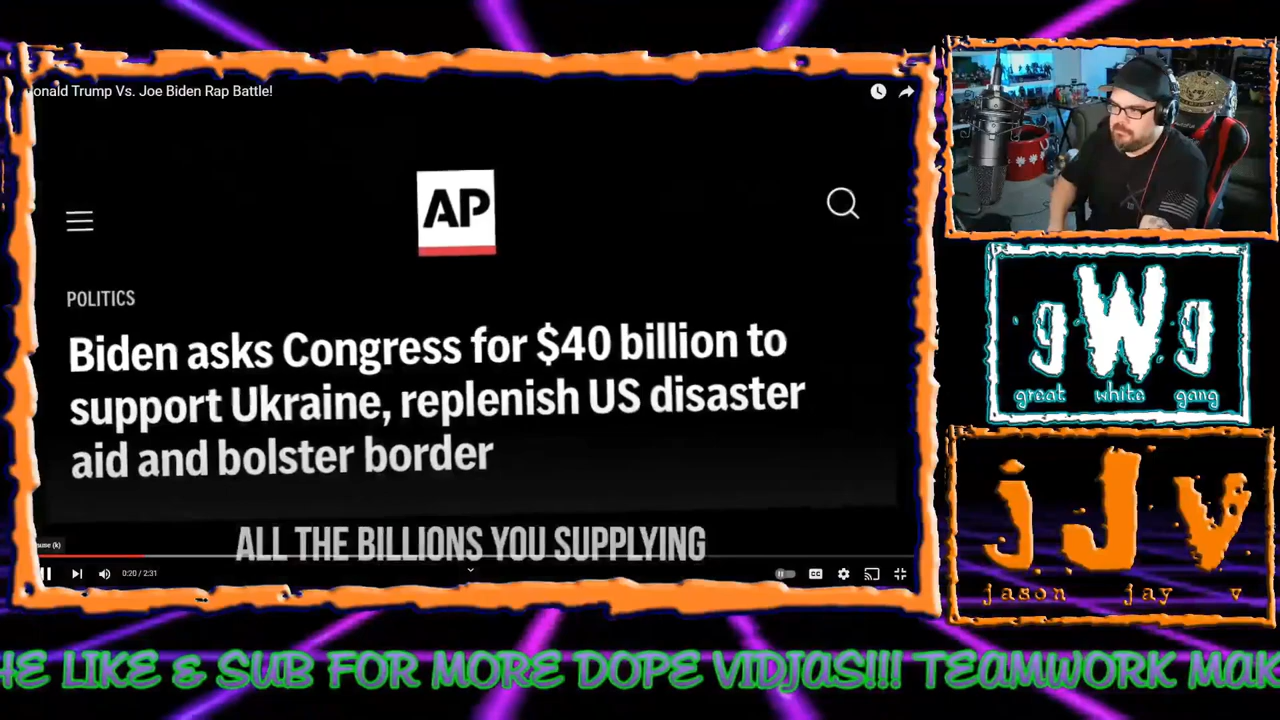 onald Trump Vs. Joe Biden Rap Battle!
AP
POLITICS
Biden asks Congress for $40 billion to
support Ukraine, replenish US disaster
aid and bolster border
ALL THE BILLIONS YOU SUPPLYING
0:20 / 2:31
CC
gWg
great white gang
jJv
jason jay v
HE LIKE & SUB FOR MORE DOPE VIDJAS!!! TEAMWORK MAK